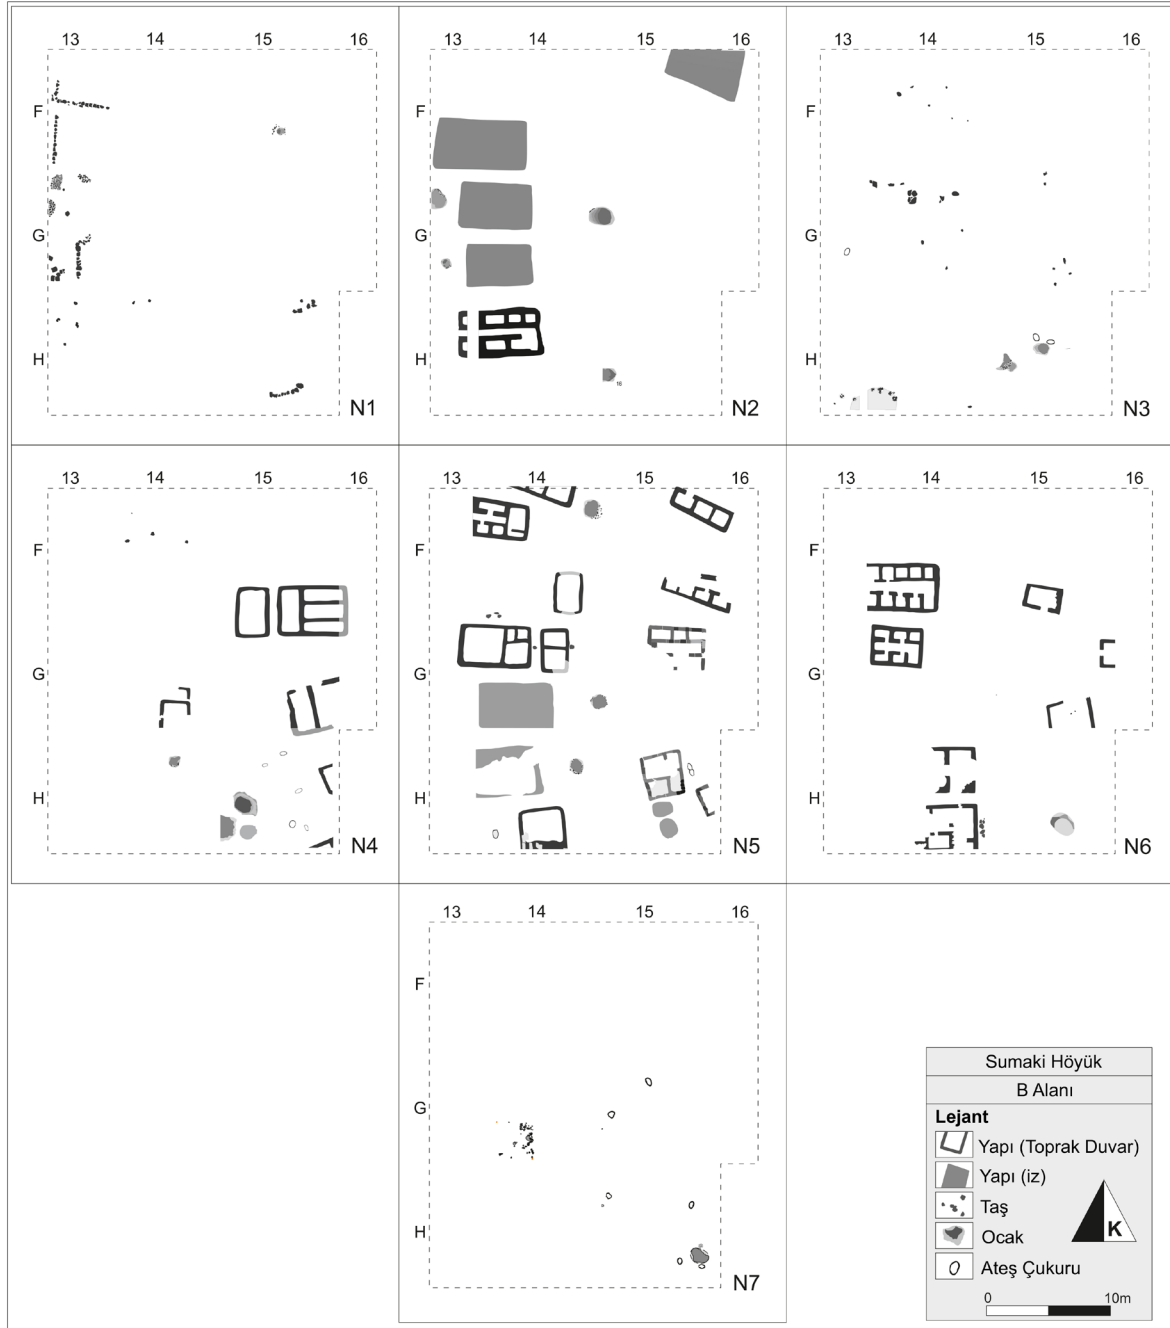 13 14 15 16
F
G
H
N1
13 14 15 16
F
G
H
16
N2
13 14 15 16
F
G
H
N3
13 14 15 16
F
G
H
N4
13 14 15 16
F
G
H
N5
13 14 15 16
F
G
H
N6
13 14 15 16
F
G
H
N7
Sumaki Höyük
B Alanı
Lejant
Yapı (Toprak Duvar)
Yapı (iz)
Taş
Ocak
Ateş Çukuru
K
0 10m